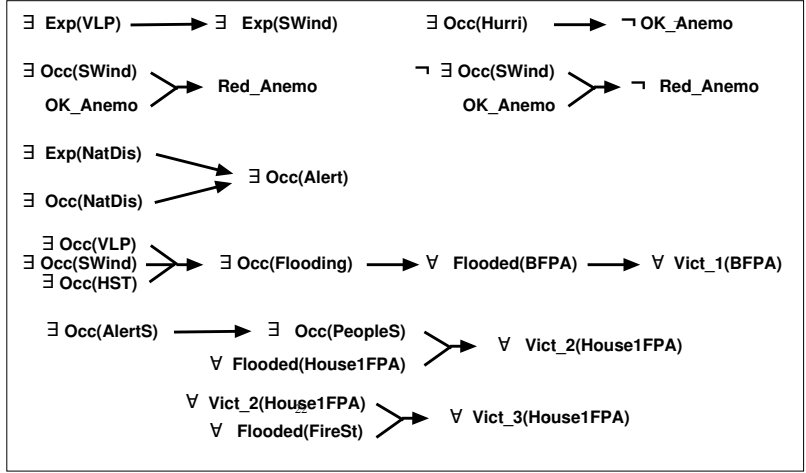 ∃ Exp(VLP) ∃ Exp(SWind) ∃ Occ(Hurri) ¬ OK_Anemo
∃ Occ(SWind) ¬ ∃ Occ(SWind)
Red_Anemo ¬ Red_Anemo
OK_Anemo OK_Anemo
∃ Exp(NatDis)
∃ Occ(Alert)
∃ Occ(NatDis)
∃ Occ(VLP)
∃ Occ(SWind) ∃ Occ(Flooding) ∀ Flooded(BFPA) ∀ Vict_1(BFPA)
∃ Occ(HST)
∃ Occ(AlertS) ∃ Occ(PeopleS)
∀ Vict_2(House1FPA)
∀ Flooded(House1FPA)
∀ Vict_2(House1FPA)
22
∀ Vict_3(House1FPA)
∀ Flooded(FireSt)